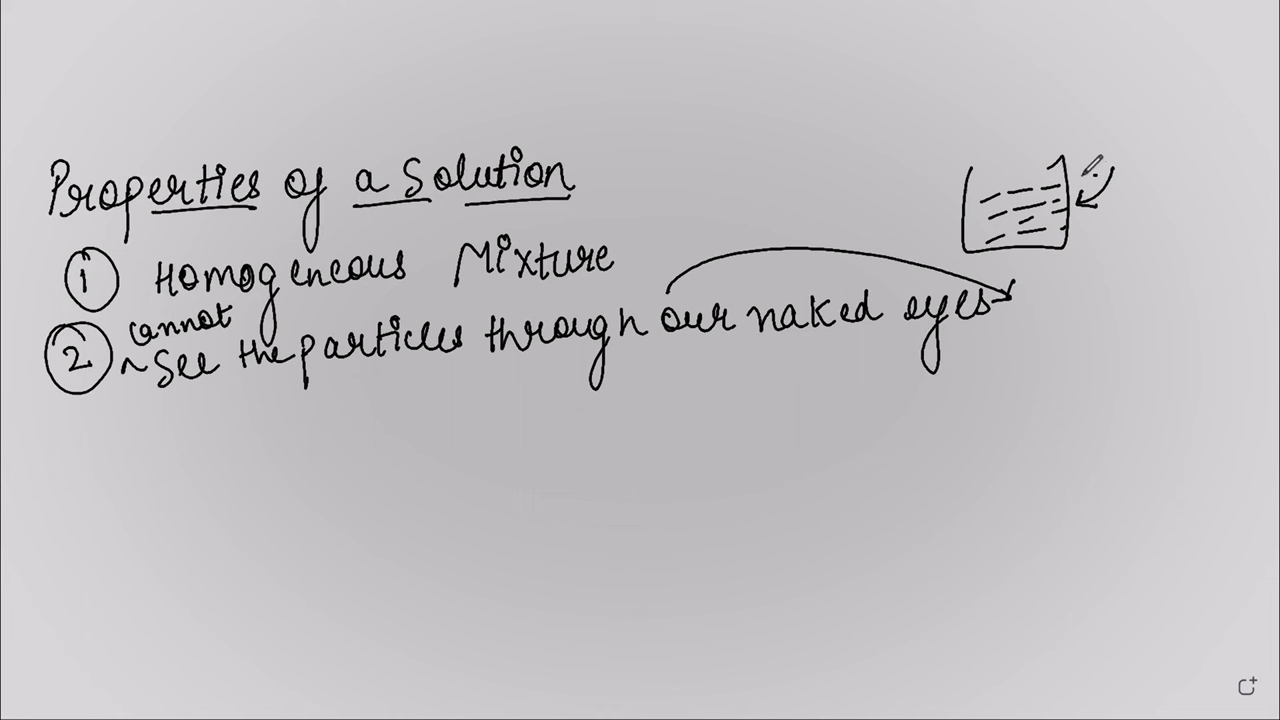 Properties of a Solution
① Homogeneous Mixture
cannot
② ^ See the particles through our naked eyes